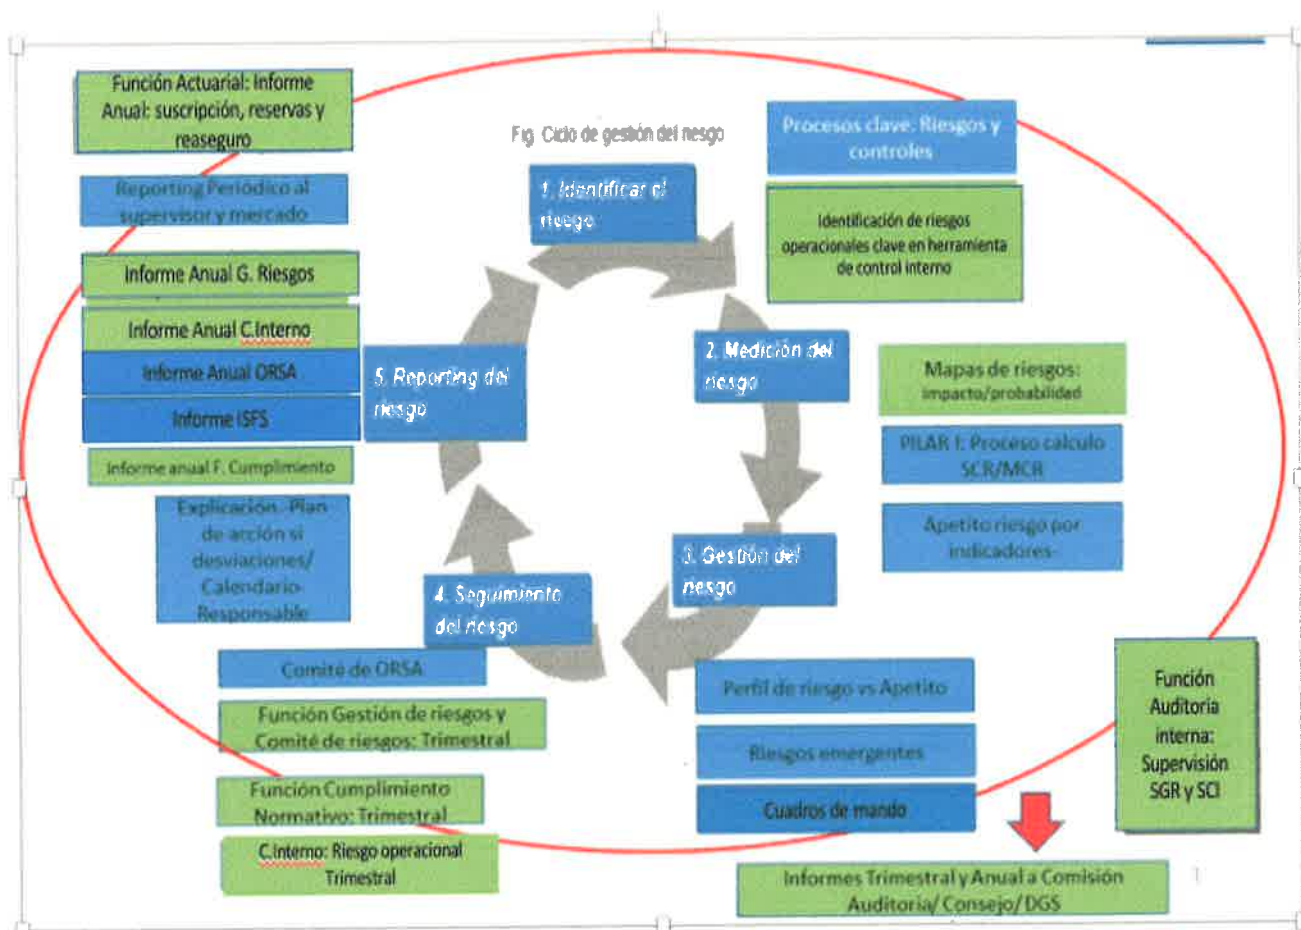 Función Actuarial: Informe
Anual: suscripción, reservas y
reaseguro
Reporting Periódico al
supervisor y mercado
Informe Anual G. Riesgos
Informe Anual C.Interno
Informe Anual ORSA
Informe ISFS
Informe anual F. Cumplimiento
Explicación. Plan
de acción si
desviaciones/
Calendario-
Responsable
Fig. Ciclo de gestión del riesgo
1. Identificar el
riesgo
Procesos clave. Riesgos y
controles
Identificación de riesgos
operacionales clave en herramienta
de control interno
2. Medición del
riesgo
Mapas de riesgos:
impacto/probabilidad
PILAR I: Proceso calculo
SCR/MCR
Apetito riesgo por
indicadores-
3. Gestión del
riesgo
Perfil de riesgo vs Apetito
Riesgos emergentes
Cuadros de mando
4. Seguimiento
del riesgo
Comité de ORSA
Función Gestión de riesgos y
Comité de riesgos: Trimestral
Función Cumplimiento
Normativo: Trimestral
C.Interno: Riesgo operacional
Trimestral
5. Reporting del
riesgo
Función
Auditoria
interna:
Supervisión
SGR y SCI
Informes Trimestral y Anual a Comisión
Auditoria/ Consejo/ DGS
1